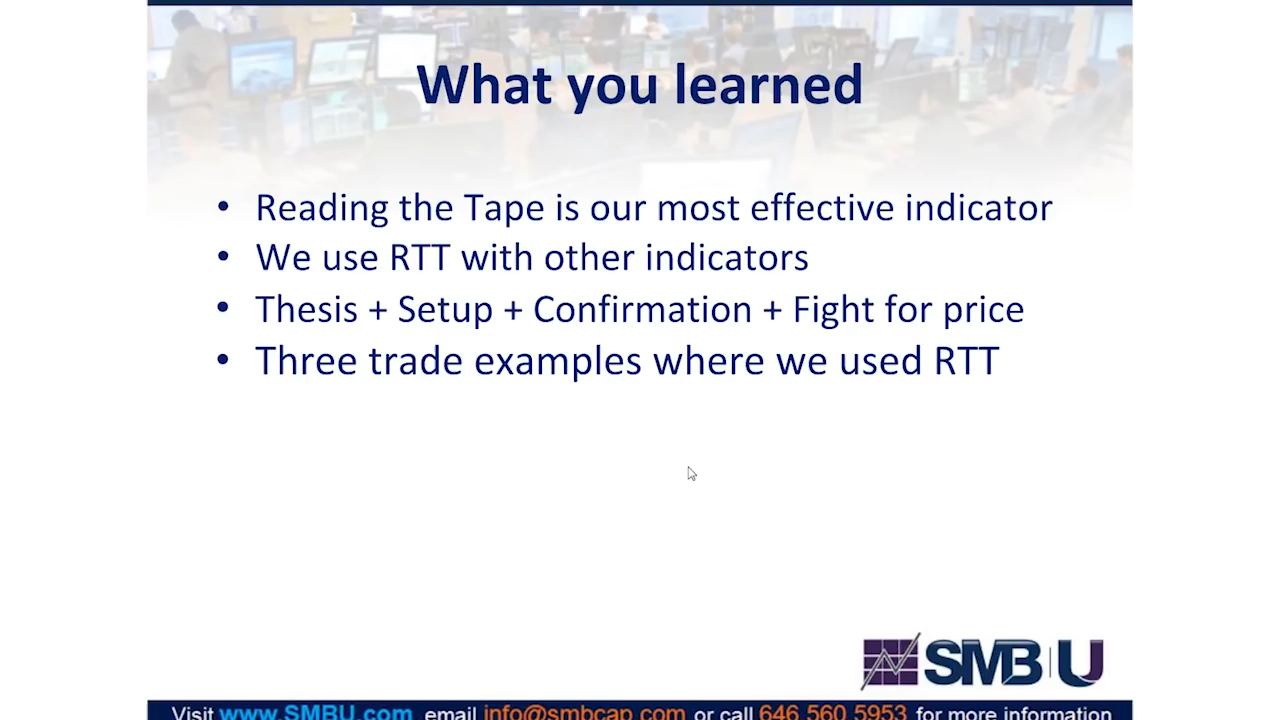 What you learned
• Reading the Tape is our most effective indicator
• We use RTT with other indicators
• Thesis + Setup + Confirmation + Fight for price
• Three trade examples where we used RTT
SMB U
Visit www.SMBU.com email info@smbcap.com or call 646.560.5953 for more information